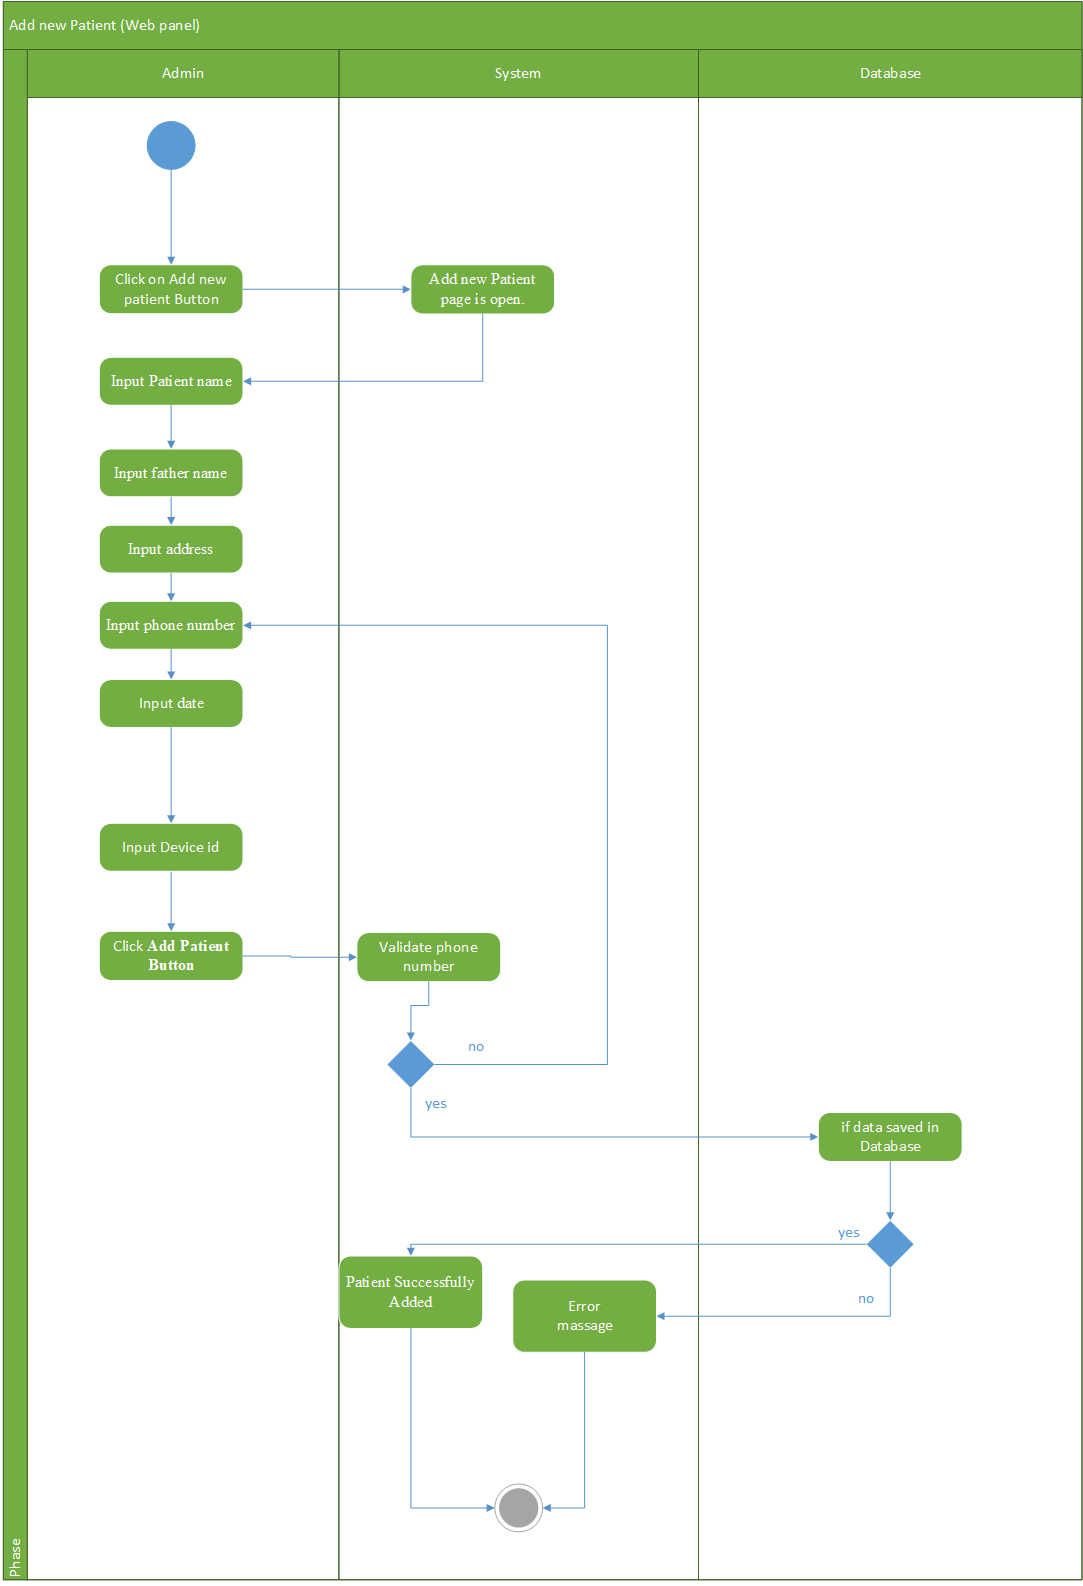 Add new Patient (Web panel)
Admin
System
Database
Click on Add new
patient Button
Add new Patient
page is open.
Input Patient name
Input father name
Input address
Input phone number
Input date
Input Device id
Click Add Patient
Button
Validate phone
number
no
yes
if data saved in
Database
yes
no
Patient Successfully
Added
Error
massage
Phase